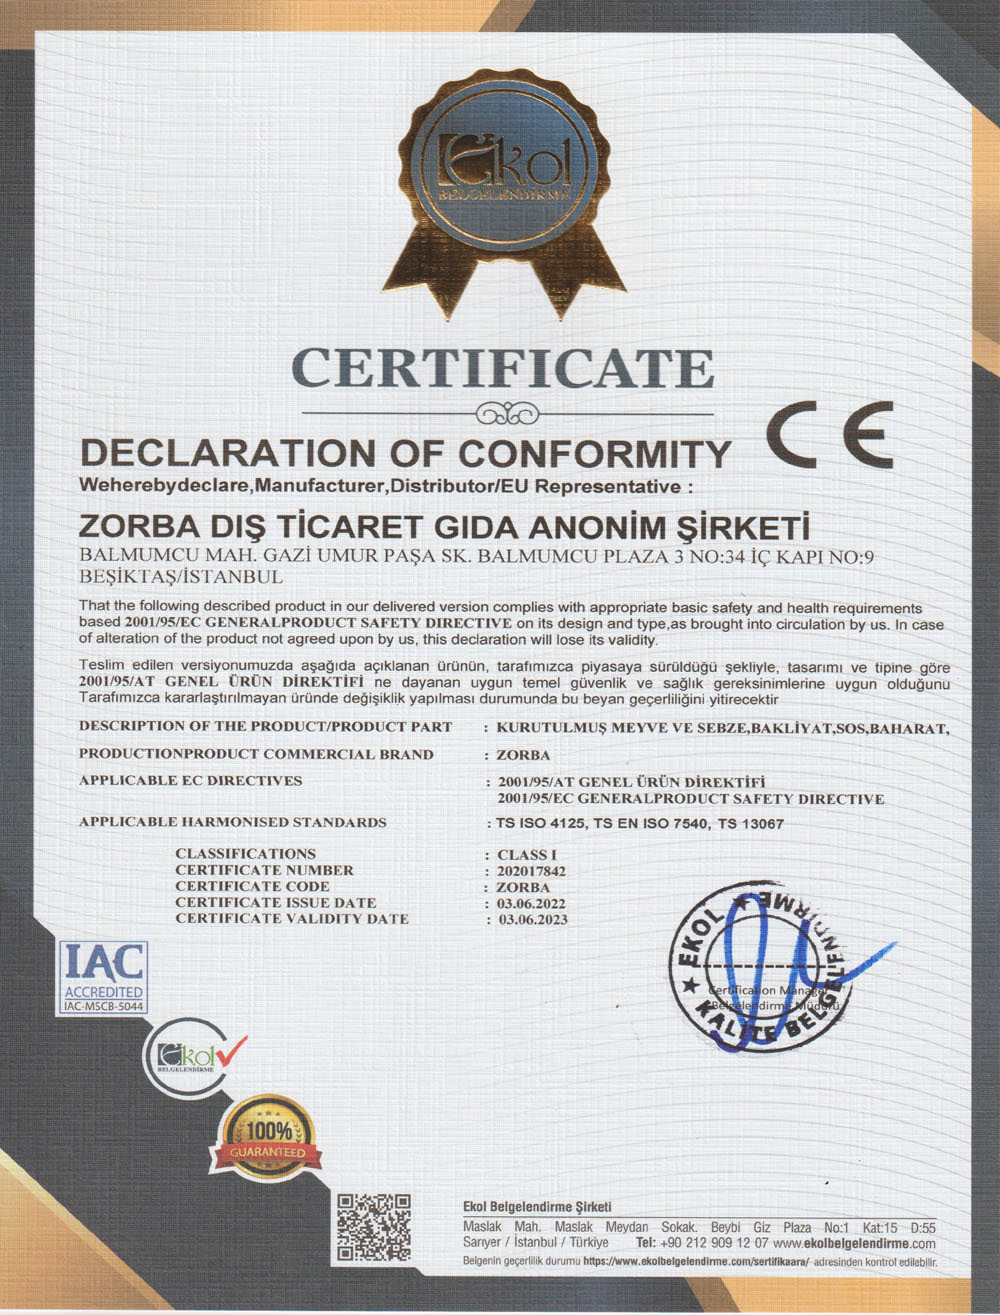 Ekol
BELGELENDİRME
CERTIFICATE
CE
DECLARATION OF CONFORMITY
Weherebydeclare,Manufacturer,Distributor/EU Representative :
ZORBA DIŞ TİCARET GIDA ANONİM ŞİRKETİ
BALMUMCU MAH. GAZİ UMUR PAŞA SK. BALMUMCU PLAZA 3 NO:34 İÇ KAPI NO:9
BEŞİKTAŞ/İSTANBUL
That the following described product in our delivered version complies with appropriate basic safety and health requirements
based 2001/95/EC GENERALPRODUCT SAFETY DIRECTIVE on its design and type,as brought into circulation by us. In case
of alteration of the product not agreed upon by us, this declaration will lose its validity.
Teslim edilen versiyonumuzda aşağıda açıklanan ürünün, tarafımızca piyasaya sürüldüğü şekliyle, tasarımı ve tipine göre
2001/95/AT GENEL ÜRÜN DİREKTİFİ ne dayanan uygun temel güvenlik ve sağlık gereksinimlerine uygun olduğunu
Tarafımızca kararlaştırılmayan üründe değişiklik yapılması durumunda bu beyan geçerliliğini yitirecektir
DESCRIPTION OF THE PRODUCT/PRODUCT PART : KURUTULMUŞ MEYVE VE SEBZE,BAKLİYAT,SOS,BAHARAT,
PRODUCTIONPRODUCT COMMERCIAL BRAND : ZORBA
APPLICABLE EC DIRECTIVES : 2001/95/AT GENEL ÜRÜN DİREKTİFİ
2001/95/EC GENERALPRODUCT SAFETY DIRECTIVE
APPLICABLE HARMONISED STANDARDS : TS ISO 4125, TS EN ISO 7540, TS 13067
CLASSIFICATIONS : CLASS I
CERTIFICATE NUMBER : 202017842
CERTIFICATE CODE : ZORBA
CERTIFICATE ISSUE DATE : 03.06.2022
CERTIFICATE VALIDITY DATE : 03.06.2023
★ EKOL ★ BELGELENDİRME
KALİTE BELGELENDİRME
Certification Manager
Belgelendirme Müdürü
IAC
ACCREDITED
IAC-MSCB-5044
Ekol
BELGELENDİRME
100%
GUARANTEED
Ekol Belgelendirme Şirketi
Maslak Mah. Maslak Meydan Sokak. Beybi Giz Plaza No:1 Kat:15 D:55
Sarıyer / İstanbul / Türkiye Tel: +90 212 909 12 07 www.ekolbelgelendirme.com
Belgenin geçerlilik durumu https://www.ekolbelgelendirme.com/sertifikaara/ adresinden kontrol edilebilir.